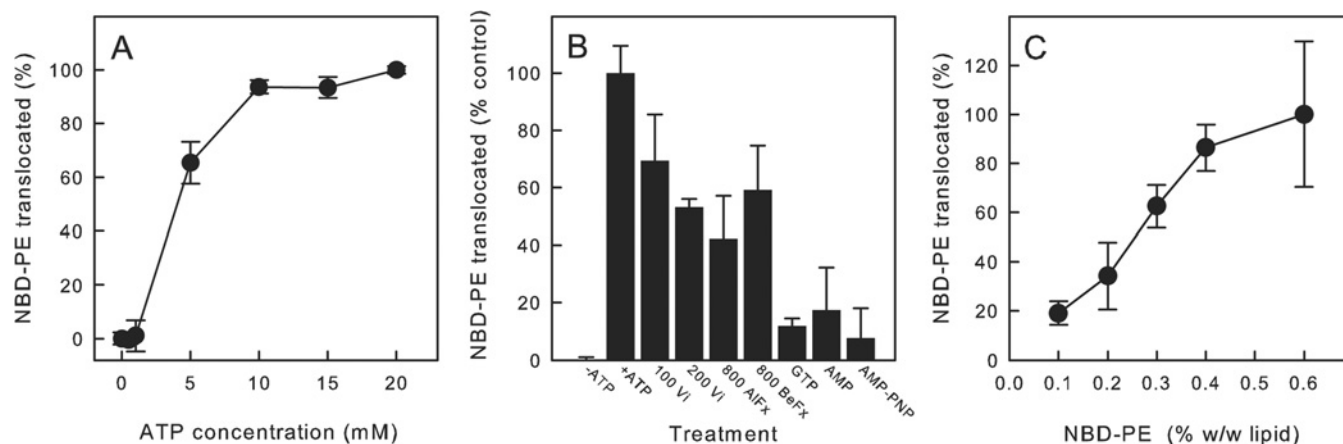 A
NBD-PE translocated (%)
100
80
60
40
20
0
0
5
10
15
20
ATP concentration (mM)
B
NBD-PE translocated (% control)
100
80
60
40
20
0
-ATP
+ATP
100 Vi
200 Vi
800 AlFx
800 BeFx
GTP
AMP
AMP-PNP
Treatment
C
NBD-PE translocated (%)
120
100
80
60
40
20
0
0.0
0.1
0.2
0.3
0.4
0.5
0.6
NBD-PE (% w/w lipid)